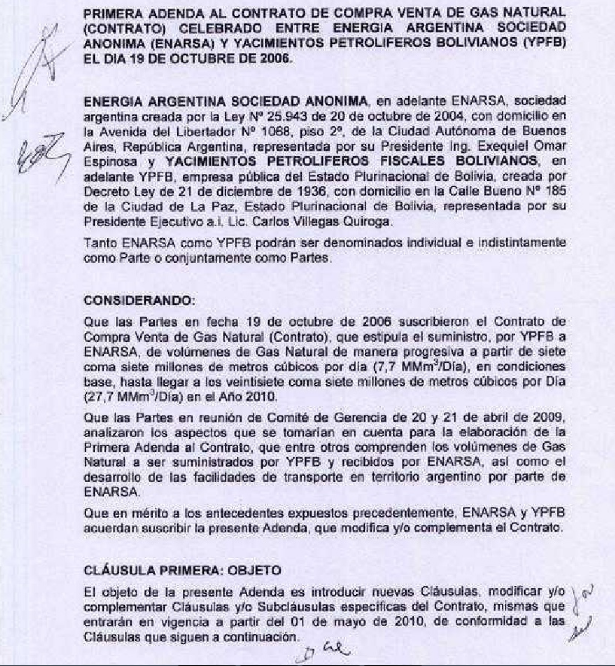 PRIMERA ADENDA AL CONTRATO DE COMPRA VENTA DE GAS NATURAL
(CONTRATO) CELEBRADO ENTRE ENERGIA ARGENTINA SOCIEDAD
ANONIMA (ENARSA) Y YACIMIENTOS PETROLIFEROS BOLIVIANOS (YPFB)
EL DIA 19 DE OCTUBRE DE 2006.
ENERGIA ARGENTINA SOCIEDAD ANONIMA, en adelante ENARSA, sociedad
argentina creada por la Ley Nº 25.943 de 20 de octubre de 2004, con domicilio en
la Avenida del Libertador Nº 1068, piso 2º, de la Ciudad Autónoma de Buenos
Aires, República Argentina, representada por su Presidente Ing. Exequiel Omar
Espinosa y YACIMIENTOS PETROLIFEROS FISCALES BOLIVIANOS, en
adelante YPFB, empresa pública del Estado Plurinacional de Bolivia, creada por
Decreto Ley de 21 de diciembre de 1936, con domicilio en la Calle Bueno Nº 185
de la Ciudad de La Paz, Estado Plurinacional de Bolivia, representada por su
Presidente Ejecutivo a.i. Lic. Carlos Villegas Quiroga.
Tanto ENARSA como YPFB podrán ser denominados individual e indistintamente
como Parte o conjuntamente como Partes.
CONSIDERANDO:
Que las Partes en fecha 19 de octubre de 2006 suscribieron el Contrato de
Compra Venta de Gas Natural (Contrato), que estipula el suministro, por YPFB a
ENARSA, de volúmenes de Gas Natural de manera progresiva a partir de siete
coma siete millones de metros cúbicos por día (7,7 MMm³/Día), en condiciones
base, hasta llegar a los veintisiete coma siete millones de metros cúbicos por Día
(27,7 MMm³/Día) en el Año 2010.
Que las Partes en reunión de Comité de Gerencia de 20 y 21 de abril de 2009,
analizaron los aspectos que se tomarían en cuenta para la elaboración de la
Primera Adenda al Contrato, que entre otros comprenden los volúmenes de Gas
Natural a ser suministrados por YPFB y recibidos por ENARSA, así como el
desarrollo de las facilidades de transporte en territorio argentino por parte de
ENARSA.
Que en mérito a los antecedentes expuestos precedentemente, ENARSA y YPFB
acuerdan suscribir la presente Adenda, que modifica y/o complementa el Contrato.
CLÁUSULA PRIMERA: OBJETO
El objeto de la presente Adenda es introducir nuevas Cláusulas, modificar y/o
complementar Cláusulas y/o Subcláusulas específicas del Contrato, mismas que
entrarán en vigencia a partir del 01 de mayo de 2010, de conformidad a las
Cláusulas que siguen a continuación.